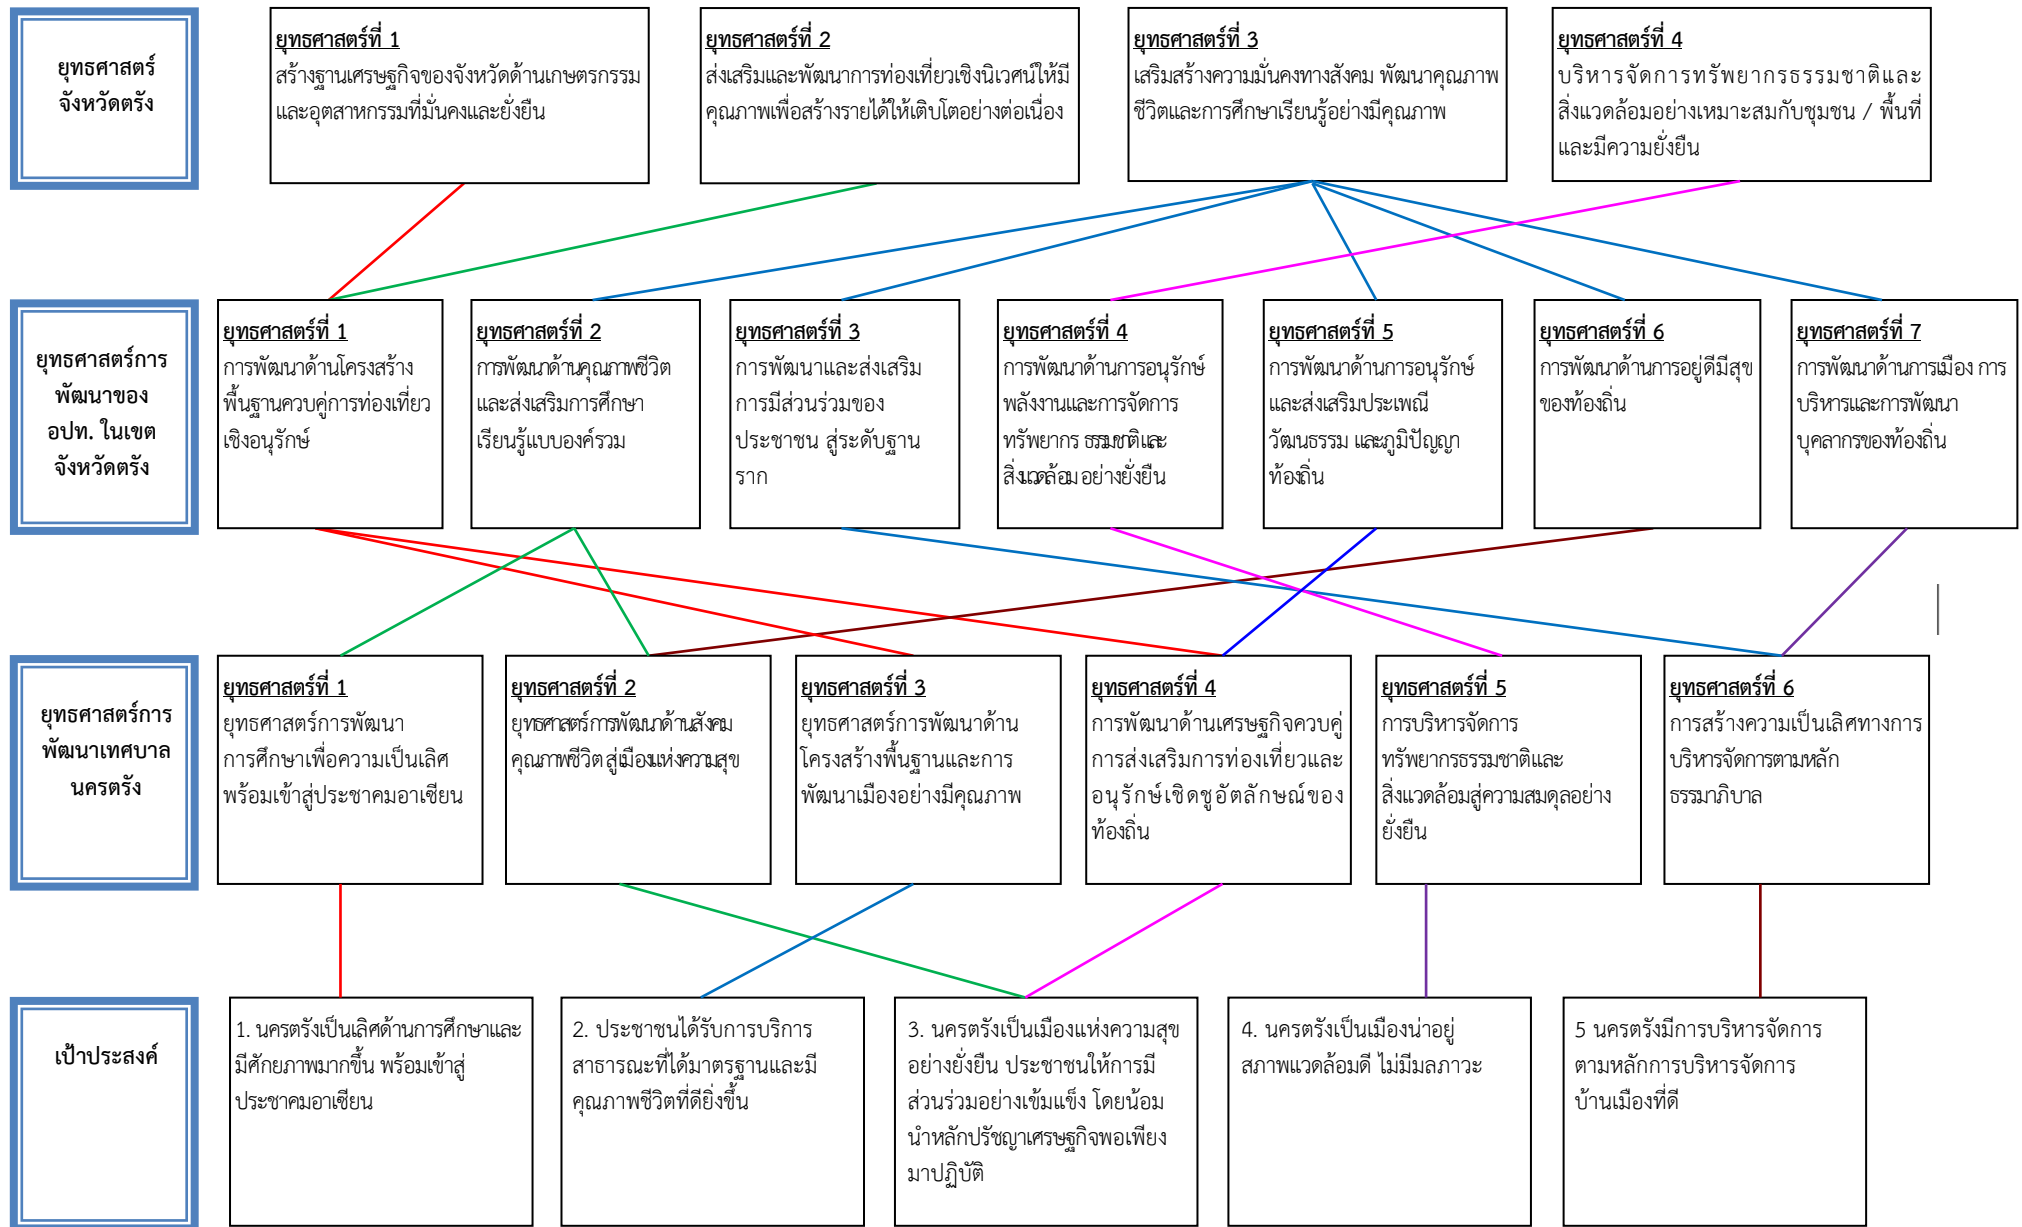 ยุทธศาสตร์
จังหวัดตรัง
ยุทธศาสตร์ที่ 1
สร้างฐานเศรษฐกิจของจังหวัดด้านเกษตรกรรม
และอุตสาหกรรมที่มั่นคงและยั่งยืน
ยุทธศาสตร์ที่ 2
ส่งเสริมและพัฒนาการท่องเที่ยวเชิงนิเวศน์ให้มี
คุณภาพเพื่อสร้างรายได้ให้เติบโตอย่างต่อเนื่อง
ยุทธศาสตร์ที่ 3
เสริมสร้างความมั่นคงทางสังคม พัฒนาคุณภาพ
ชีวิตและการศึกษาเรียนรู้อย่างมีคุณภาพ
ยุทธศาสตร์ที่ 4
บริหารจัดการทรัพยากรธรรมชาติและ
สิ่งแวดล้อมอย่างเหมาะสมกับชุมชน / พื้นที่
และมีความยั่งยืน
ยุทธศาสตร์การ
พัฒนาของ
อปท. ในเขต
จังหวัดตรัง
ยุทธศาสตร์ที่ 1
การพัฒนาด้านโครงสร้าง
พื้นฐานควบคู่การท่องเที่ยว
เชิงอนุรักษ์
ยุทธศาสตร์ที่ 2
การพัฒนาด้านคุณภาพชีวิต
และส่งเสริมการศึกษา
เรียนรู้แบบองค์รวม
ยุทธศาสตร์ที่ 3
การพัฒนาและส่งเสริม
การมีส่วนร่วมของ
ประชาชน สู่ระดับฐาน
ราก
ยุทธศาสตร์ที่ 4
การพัฒนาด้านการอนุรักษ์
พลังงานและการจัดการ
ทรัพยากร ธรรมชาติและ
สิ่งแวดล้อม อย่างยั่งยืน
ยุทธศาสตร์ที่ 5
การพัฒนาด้านการอนุรักษ์
และส่งเสริมประเพณี
วัฒนธรรม และภูมิปัญญา
ท้องถิ่น
ยุทธศาสตร์ที่ 6
การพัฒนาด้านการอยู่ดีมีสุข
ของท้องถิ่น
ยุทธศาสตร์ที่ 7
การพัฒนาด้านการเมือง การ
บริหารและการพัฒนา
บุคลากรของท้องถิ่น
ยุทธศาสตร์การ
พัฒนาเทศบาล
นครตรัง
ยุทธศาสตร์ที่ 1
ยุทธศาสตร์การพัฒนา
การศึกษาเพื่อความเป็นเลิศ
พร้อมเข้าสู่ประชาคมอาเซียน
ยุทธศาสตร์ที่ 2
ยุทธศาสตร์การพัฒนาด้านสังคม
คุณภาพชีวิต สู่เมืองแห่งความสุข
ยุทธศาสตร์ที่ 3
ยุทธศาสตร์การพัฒนาด้าน
โครงสร้างพื้นฐานและการ
พัฒนาเมืองอย่างมีคุณภาพ
ยุทธศาสตร์ที่ 4
การพัฒนาด้านเศรษฐกิจควบคู่
การส่งเสริมการท่องเที่ยวและ
อนุรักษ์เชิดชูอัตลักษณ์ของ
ท้องถิ่น
ยุทธศาสตร์ที่ 5
การบริหารจัดการ
ทรัพยากรธรรมชาติและ
สิ่งแวดล้อมสู่ความสมดุลอย่าง
ยั่งยืน
ยุทธศาสตร์ที่ 6
การสร้างความเป็นเลิศทางการ
บริหารจัดการตามหลัก
ธรรมาภิบาล
เป้าประสงค์
1. นครตรังเป็นเลิศด้านการศึกษาและ
มีศักยภาพมากขึ้น พร้อมเข้าสู่
ประชาคมอาเซียน
2. ประชาชนได้รับการบริการ
สาธารณะที่ได้มาตรฐานและมี
คุณภาพชีวิตที่ดียิ่งขึ้น
3. นครตรังเป็นเมืองแห่งความสุข
อย่างยั่งยืน ประชาชนให้การมี
ส่วนร่วมอย่างเข้มแข็ง โดยน้อม
นำหลักปรัชญาเศรษฐกิจพอเพียง
มาปฏิบัติ
4. นครตรังเป็นเมืองน่าอยู่
สภาพแวดล้อมดี ไม่มีมลภาวะ
5 นครตรังมีการบริหารจัดการ
ตามหลักการบริหารจัดการ
บ้านเมืองที่ดี